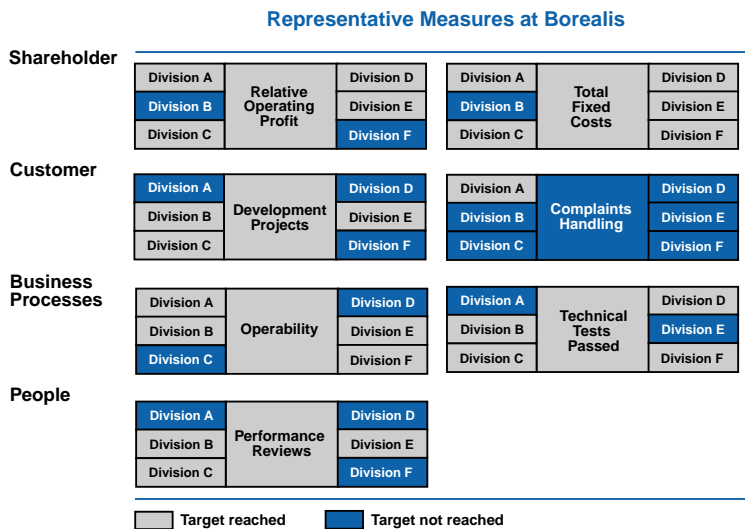 Representative Measures at Borealis
Shareholder
Division A
Division B
Division C
Relative
Operating
Profit
Division D
Division E
Division F
Division A
Division B
Division C
Total
Fixed
Costs
Division D
Division E
Division F
Customer
Division A
Division B
Division C
Development
Projects
Division D
Division E
Division F
Division A
Division B
Division C
Complaints
Handling
Division D
Division E
Division F
Business
Processes
Division A
Division B
Division C
Operability
Division D
Division E
Division F
Division A
Division B
Division C
Technical
Tests
Passed
Division D
Division E
Division F
People
Division A
Division B
Division C
Performance
Reviews
Division D
Division E
Division F
Target reached
Target not reached